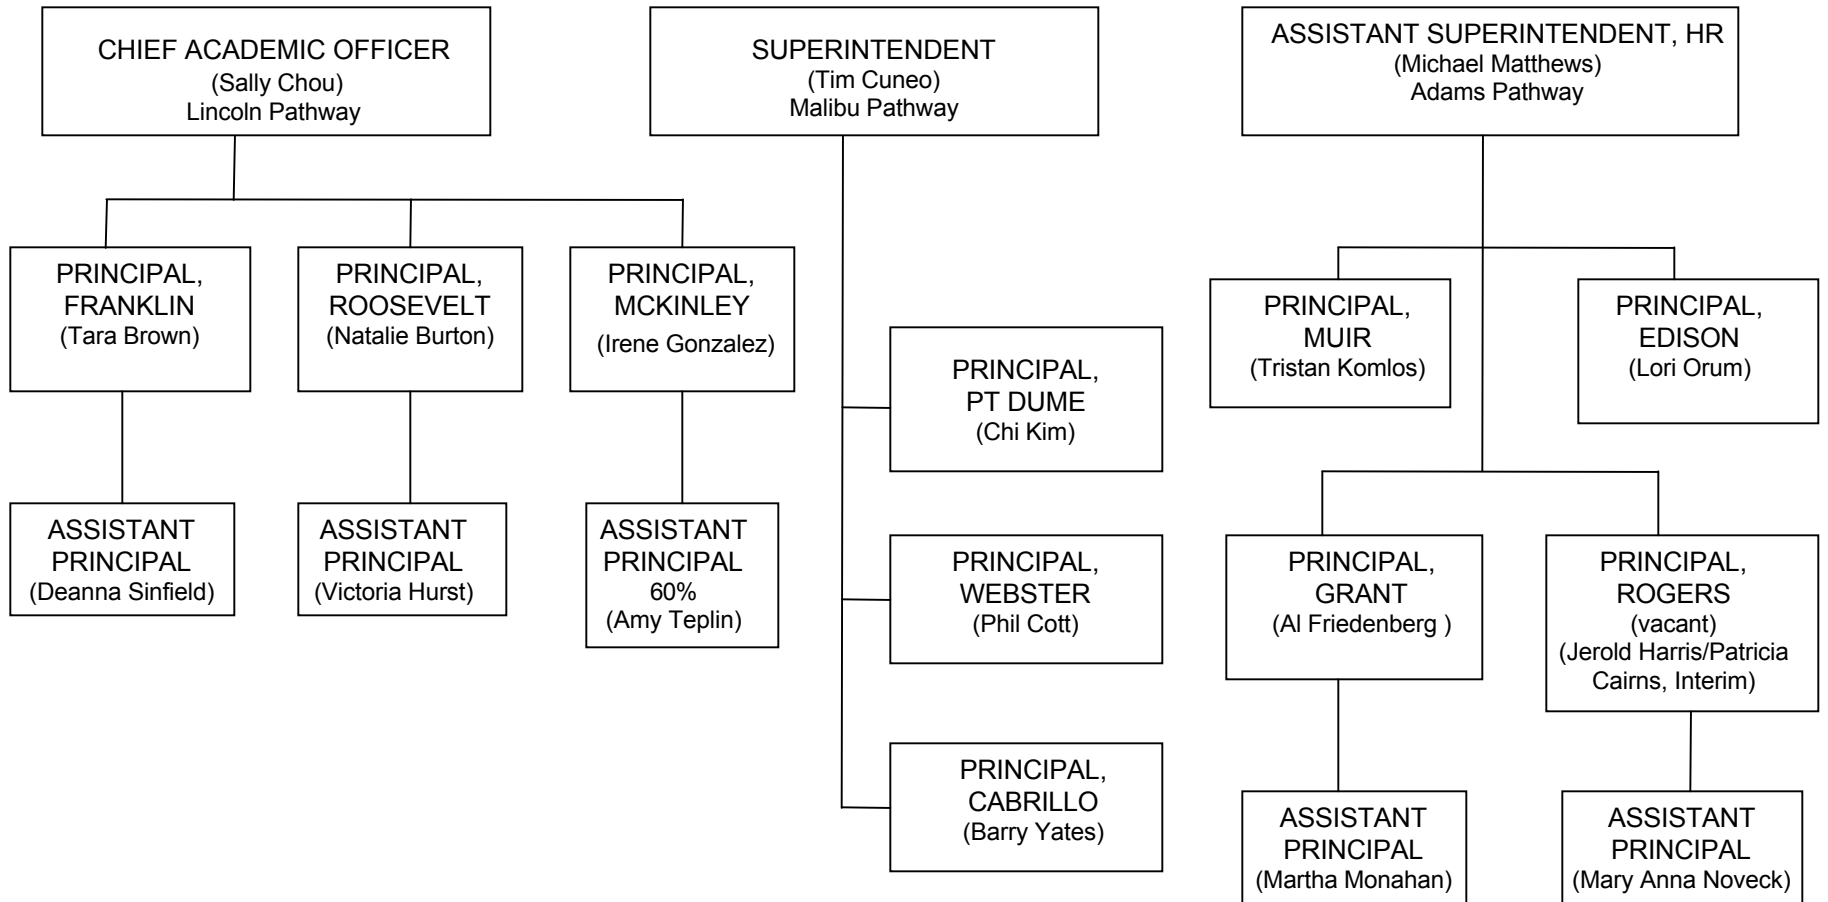 CHIEF ACADEMIC OFFICER
(Sally Chou)
Lincoln Pathway
SUPERINTENDENT
(Tim Cuneo)
Malibu Pathway
ASSISTANT SUPERINTENDENT, HR
(Michael Matthews)
Adams Pathway
PRINCIPAL,
FRANKLIN
(Tara Brown)
PRINCIPAL,
ROOSEVELT
(Natalie Burton)
PRINCIPAL,
MCKINLEY
(Irene Gonzalez)
ASSISTANT
PRINCIPAL
(Deanna Sinfield)
ASSISTANT
PRINCIPAL
(Victoria Hurst)
ASSISTANT
PRINCIPAL
60%
(Amy Teplin)
PRINCIPAL,
PT DUME
(Chi Kim)
PRINCIPAL,
WEBSTER
(Phil Cott)
PRINCIPAL,
CABRILLO
(Barry Yates)
PRINCIPAL,
MUIR
(Tristan Komlos)
PRINCIPAL,
EDISON
(Lori Orum)
PRINCIPAL,
GRANT
(Al Friedenberg )
PRINCIPAL,
ROGERS
(vacant)
(Jerold Harris/Patricia
Cairns, Interim)
ASSISTANT
PRINCIPAL
(Martha Monahan)
ASSISTANT
PRINCIPAL
(Mary Anna Noveck)